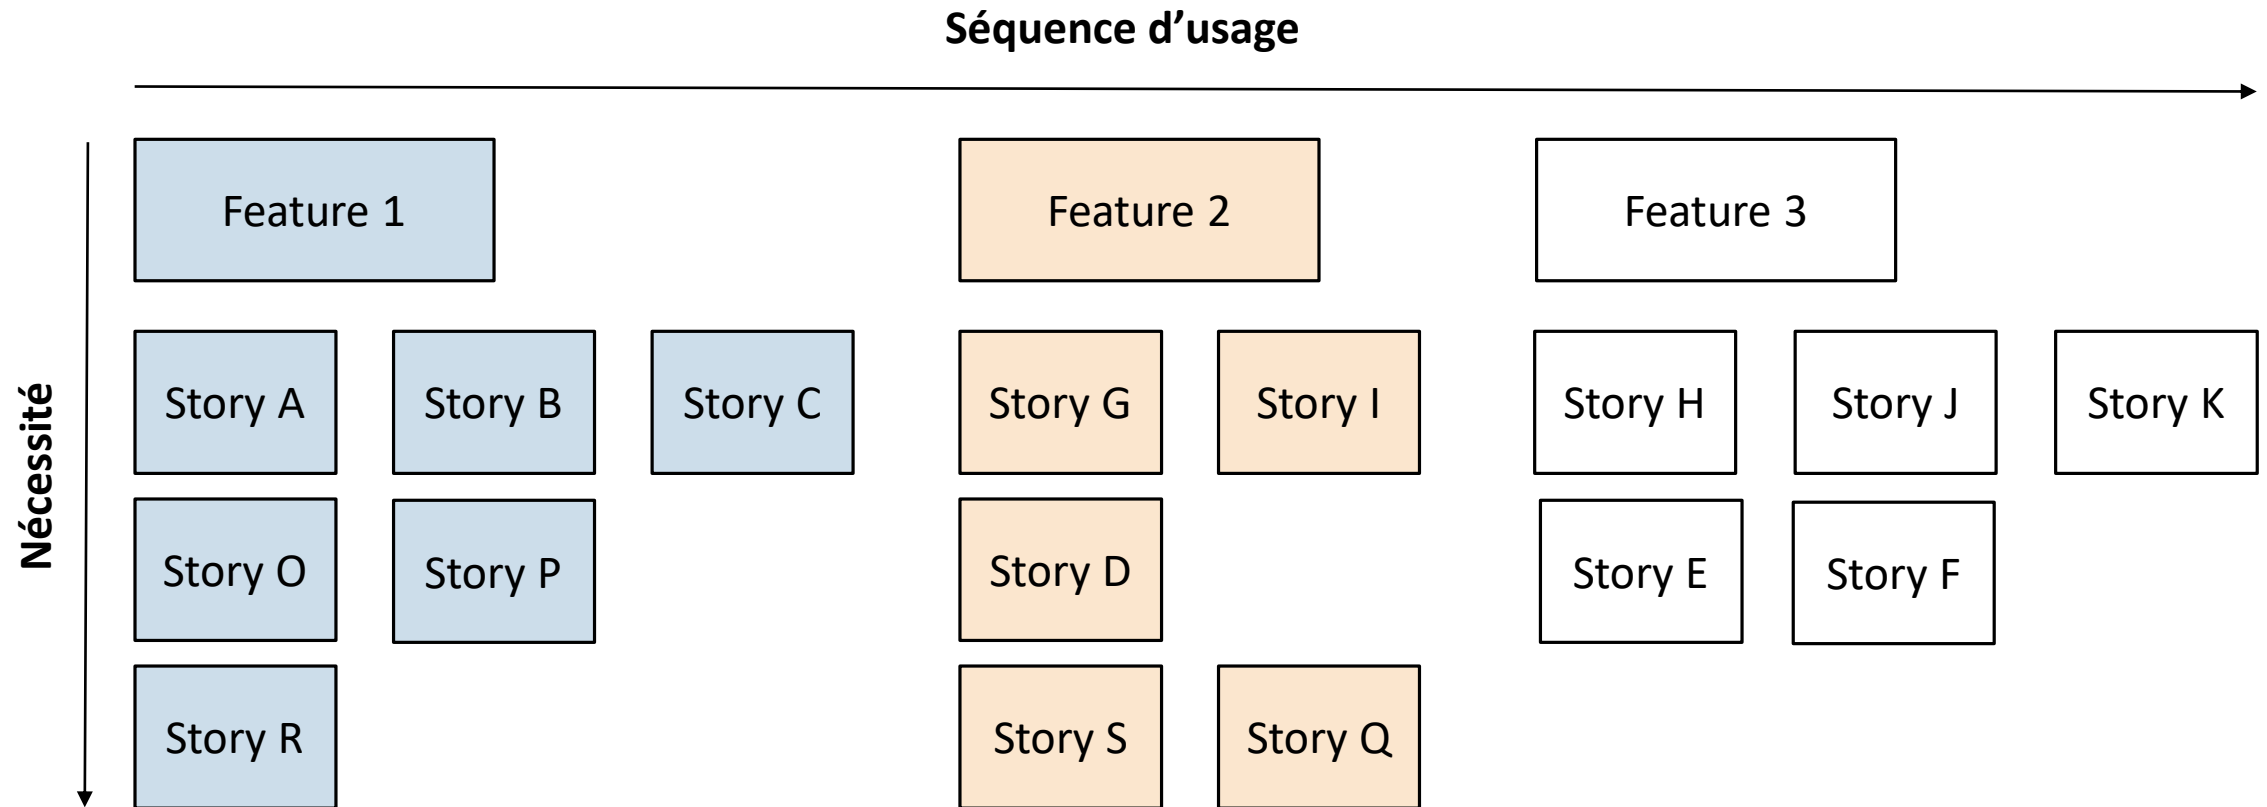 Séquence d’usage
Feature 1
Feature 2
Feature 3
Nécessité
Story A
Story B
Story C
Story G
Story I
Story H
Story J
Story K
Story O
Story P
Story D
Story E
Story F
Story R
Story S
Story Q